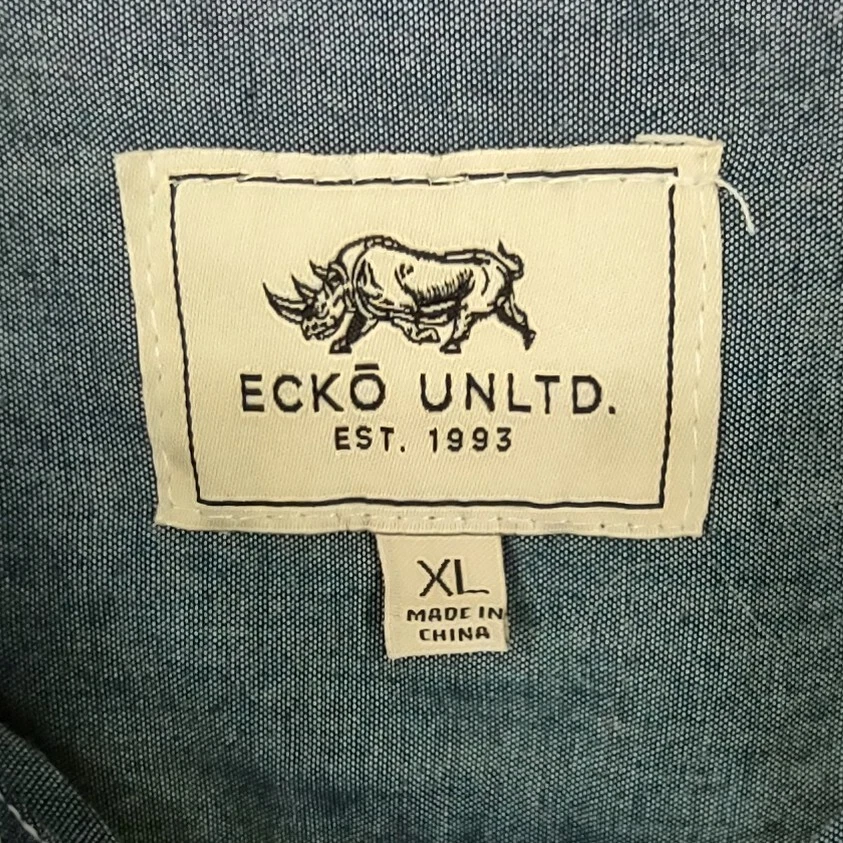 ECKŌ UNLTD.
EST. 1993
XL
MADE IN
CHINA